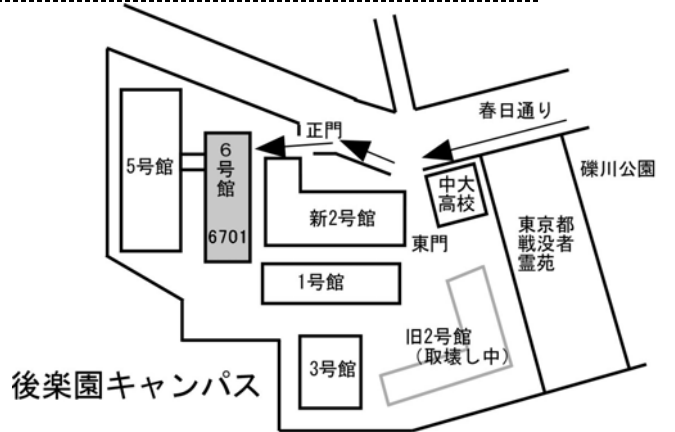 春日通り
正門
礫川公園
5号館
6
号
館
6701
中大
高校
新2号館
東門
東京都
戦没者
霊苑
1号館
旧2号館
（取壊し中）
3号館
後楽園キャンパス